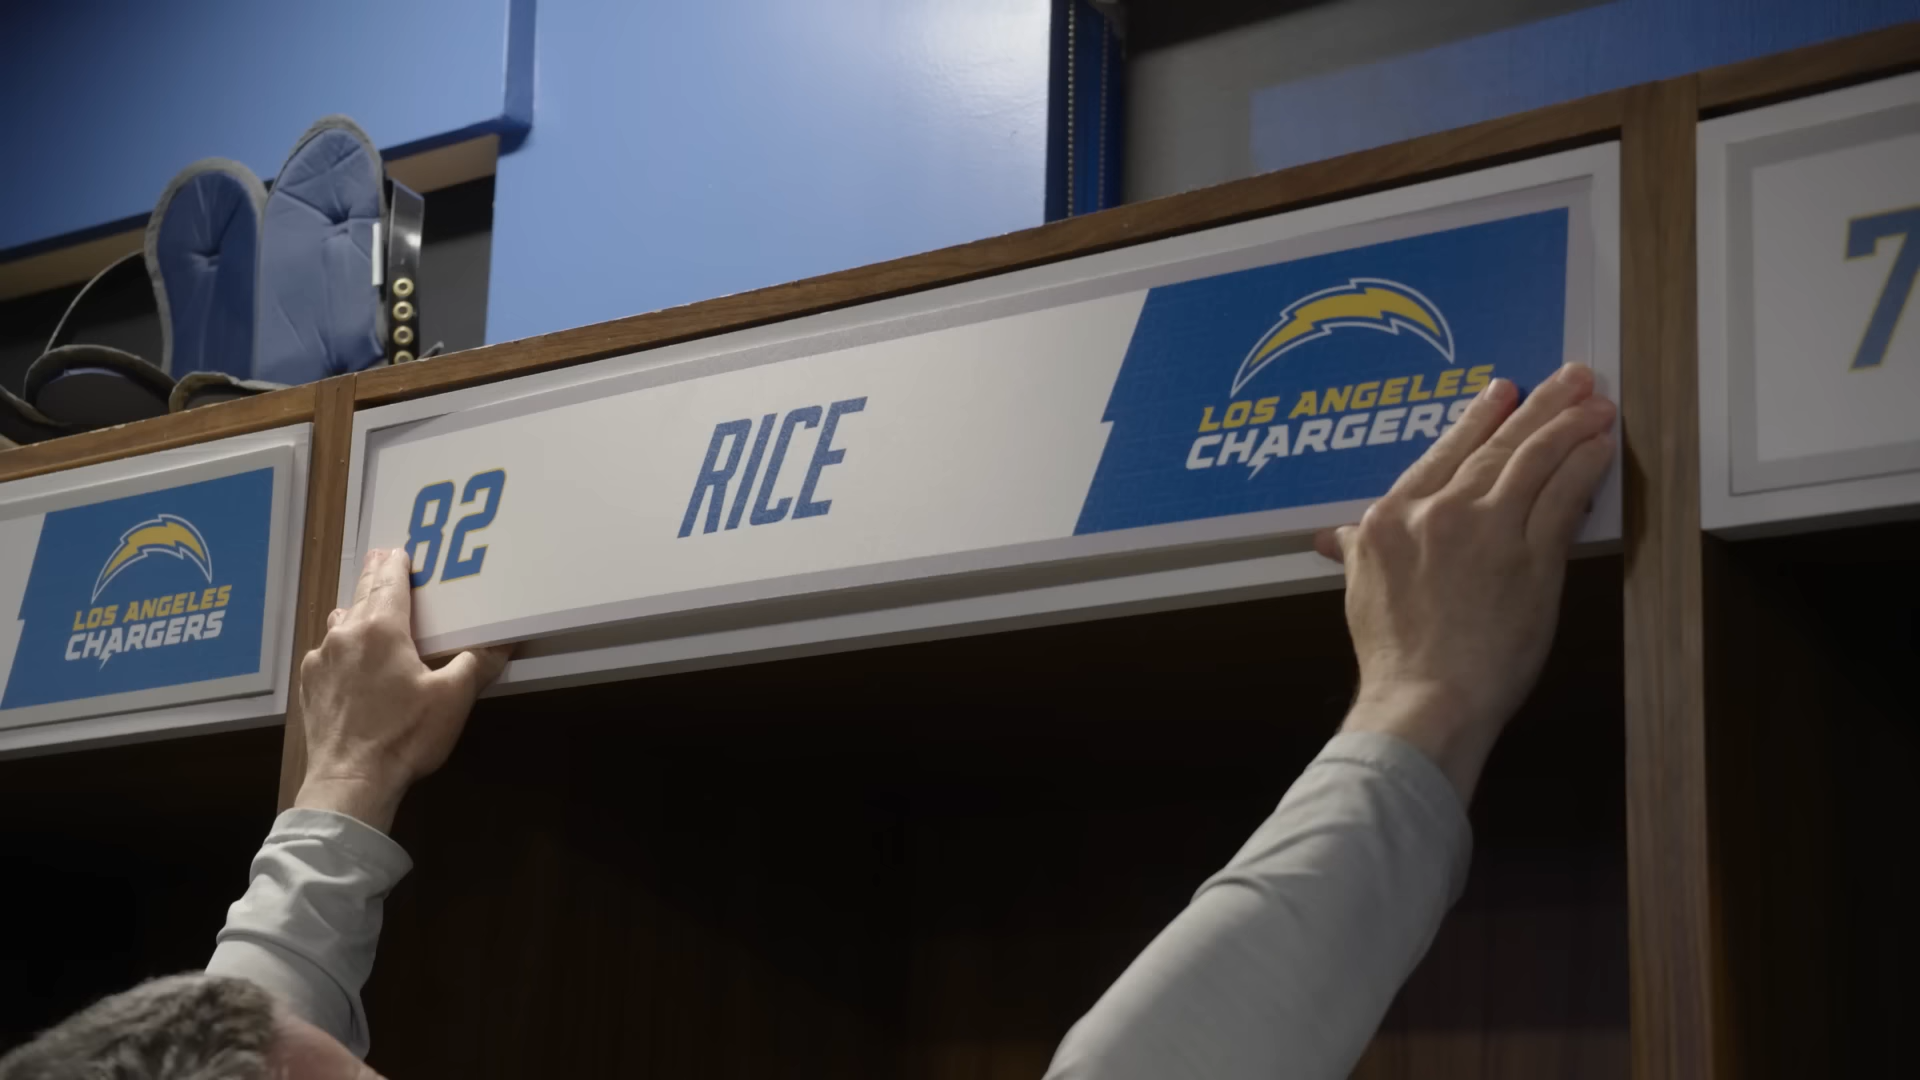 LOS ANGELES
CHARGERS
82 RICE
LOS ANGELES
CHARGERS
7